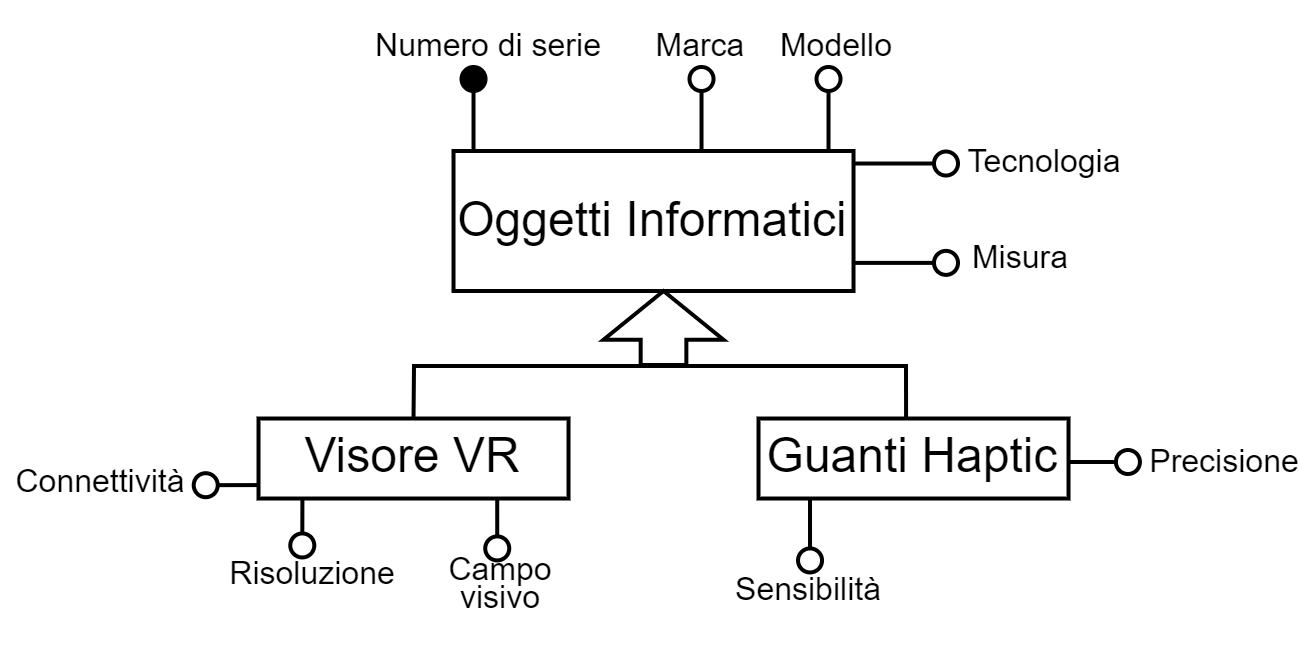 Numero di serie
Marca
Modello
Tecnologia
Oggetti Informatici
Misura
Visore VR
Guanti Haptic
Connettività
Precisione
Risoluzione
Campo
visivo
Sensibilità